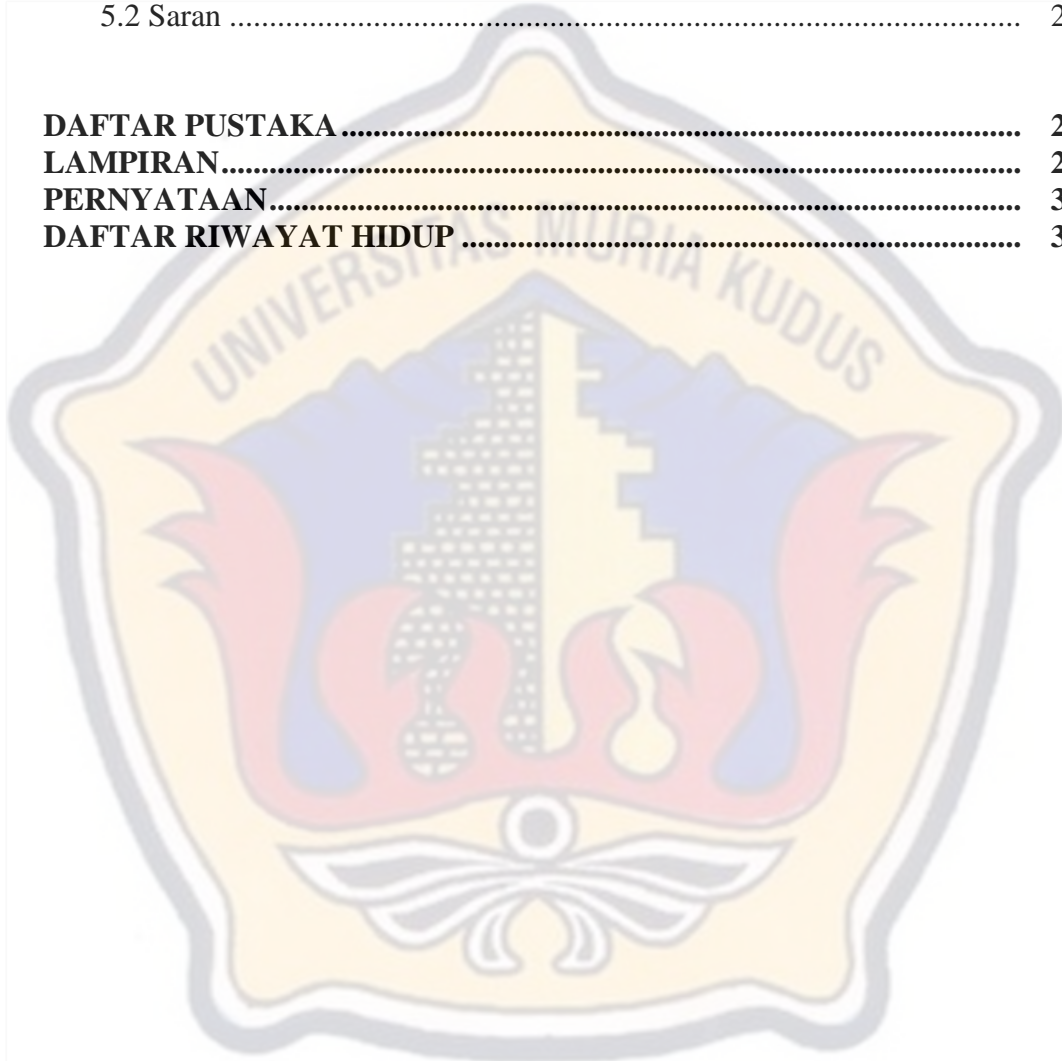 5.2 Saran ........................................................................................................ 2
DAFTAR PUSTAKA ........................................................................................ 2
LAMPIRAN ........................................................................................................ 2
PERNYATAAN ................................................................................................. 3
DAFTAR RIWAYAT HIDUP ......................................................................... 3
UNIVERSITAS MURIA KUDUS